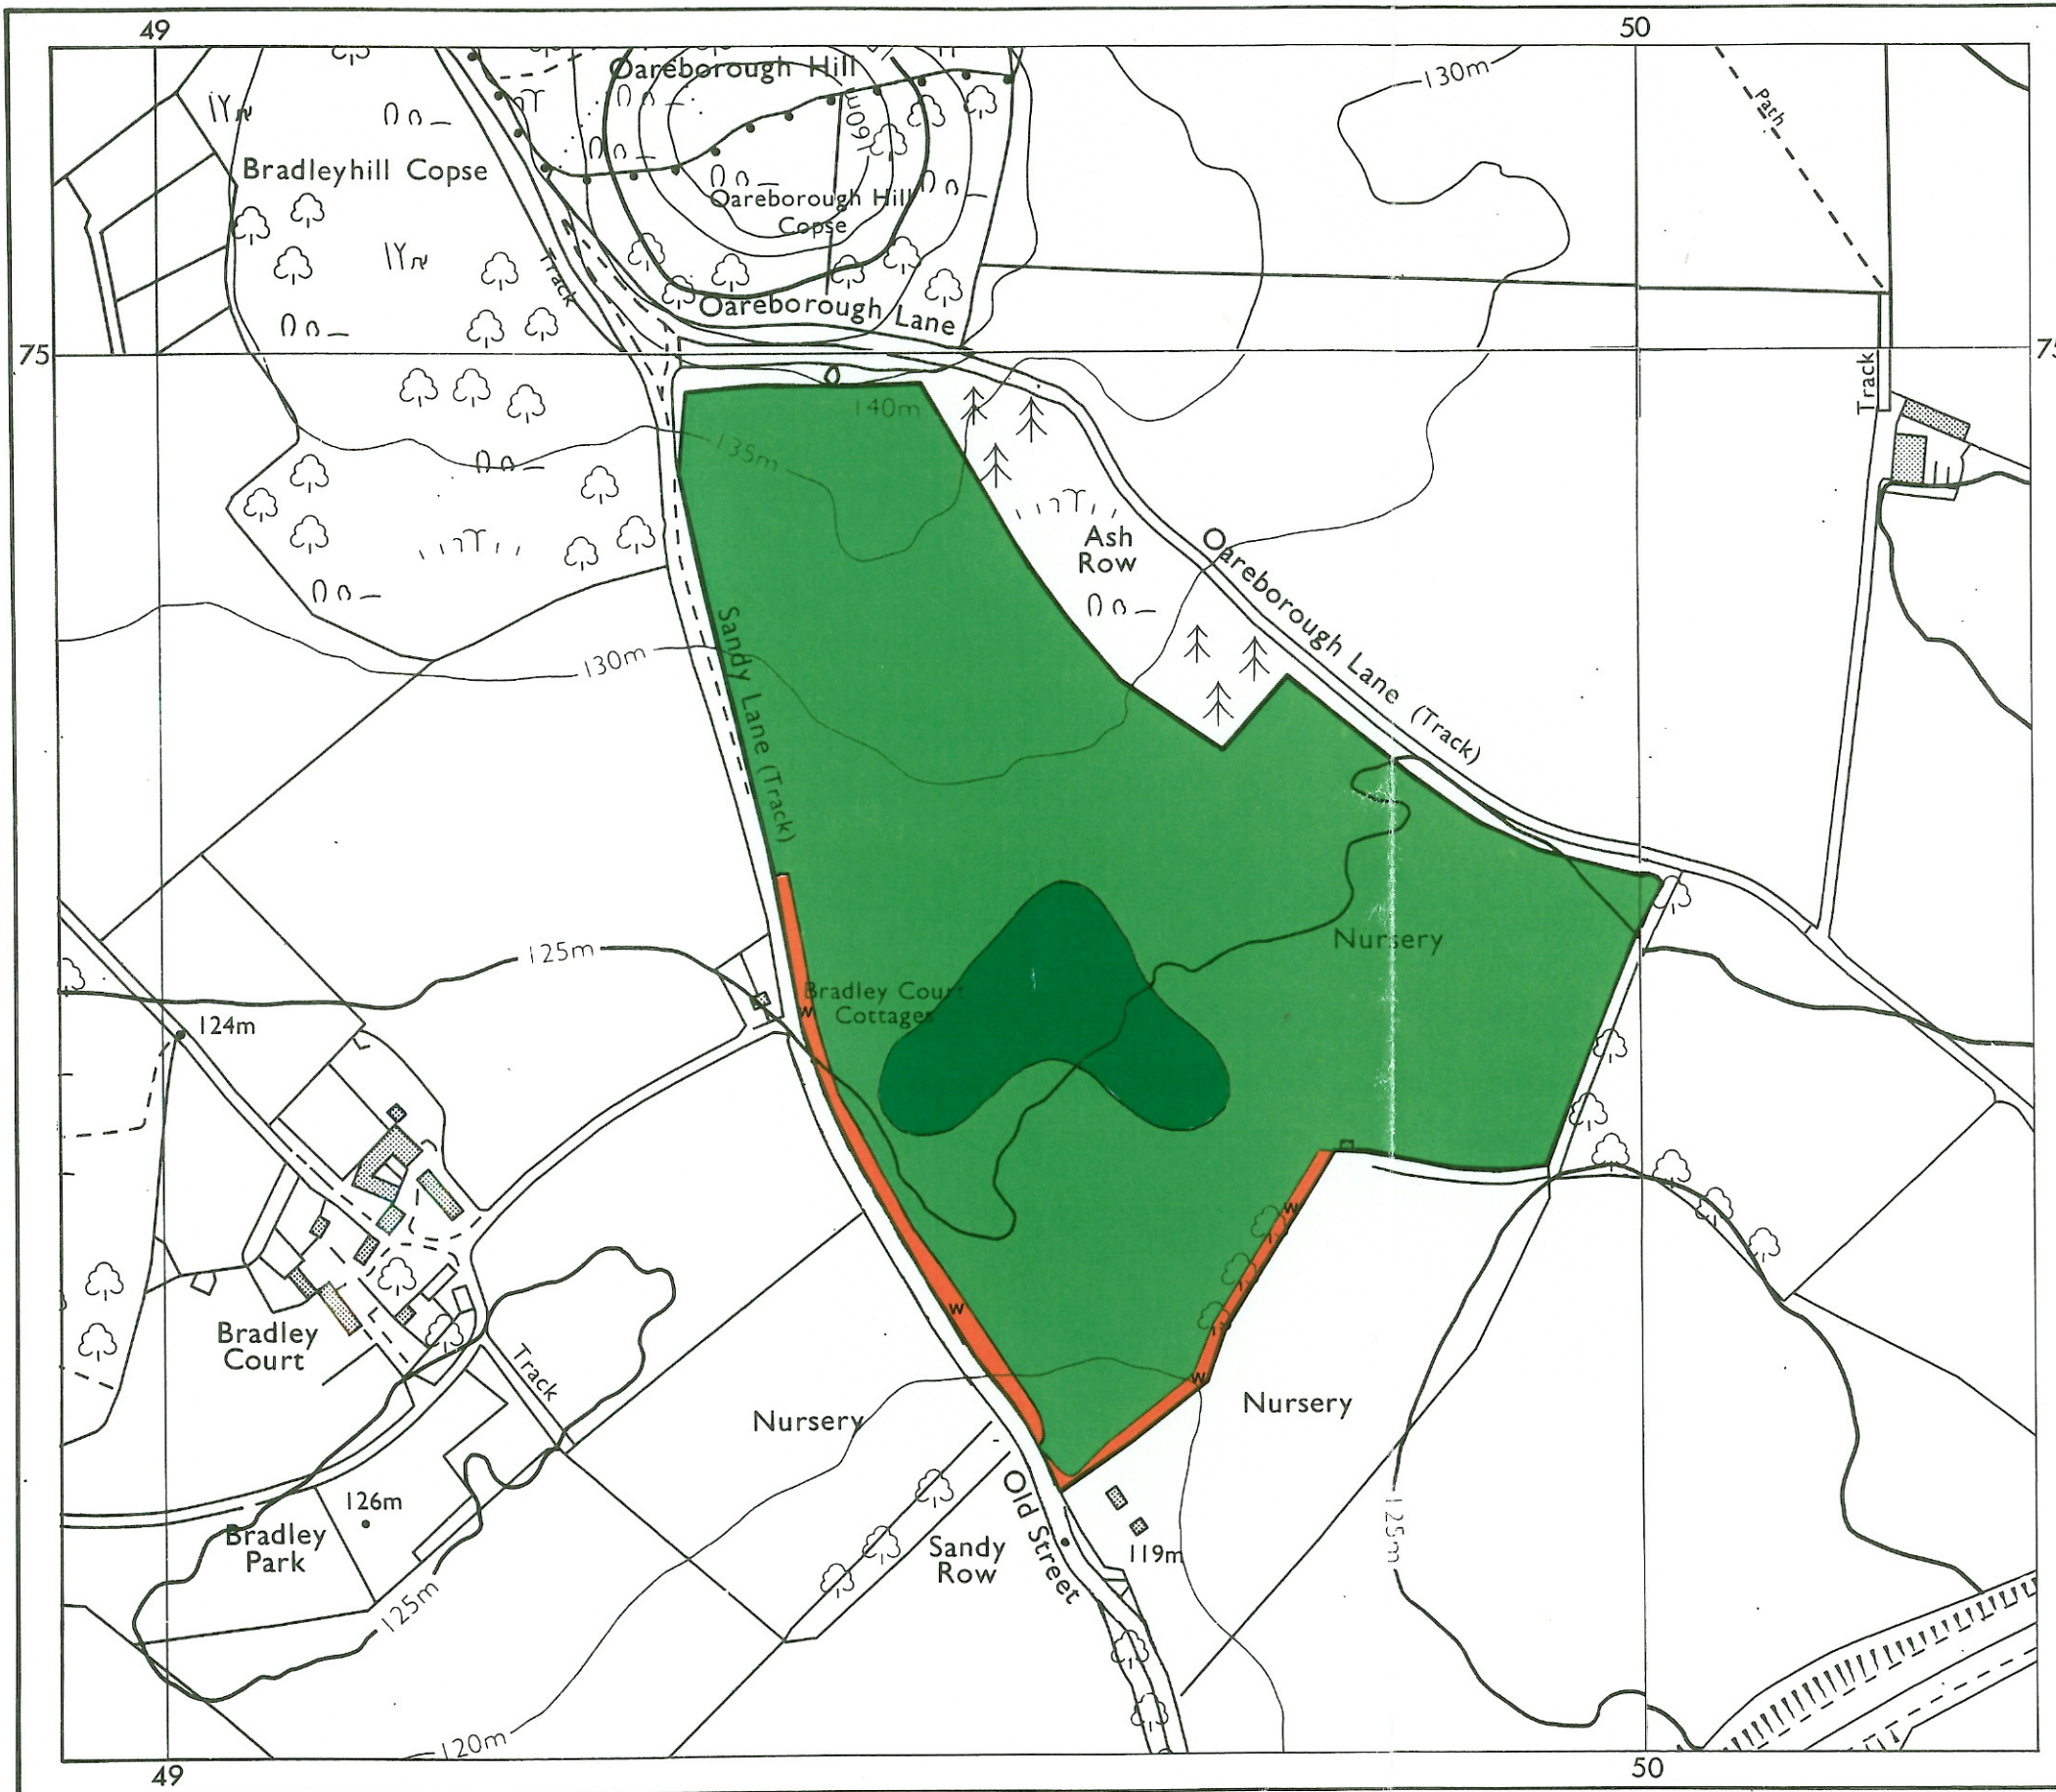 49
50
Oareborough Hill
130m
Path
160m
Bradleyhill Copse
Oareborough Hill
Copse
Track
Oareborough Lane
75
75
Track
140m
135m
Ash
Row
Oareborough Lane (Track)
130m
Sandy Lane (Track)
125m
Nursery
Bradley Court
Cottages
W
124m
W
W
Bradley
Court
Track
W
Nursery
Nursery
126m
Bradley
Park
Old Street
Sandy
Row
119m
125m
125m
120m
49
50